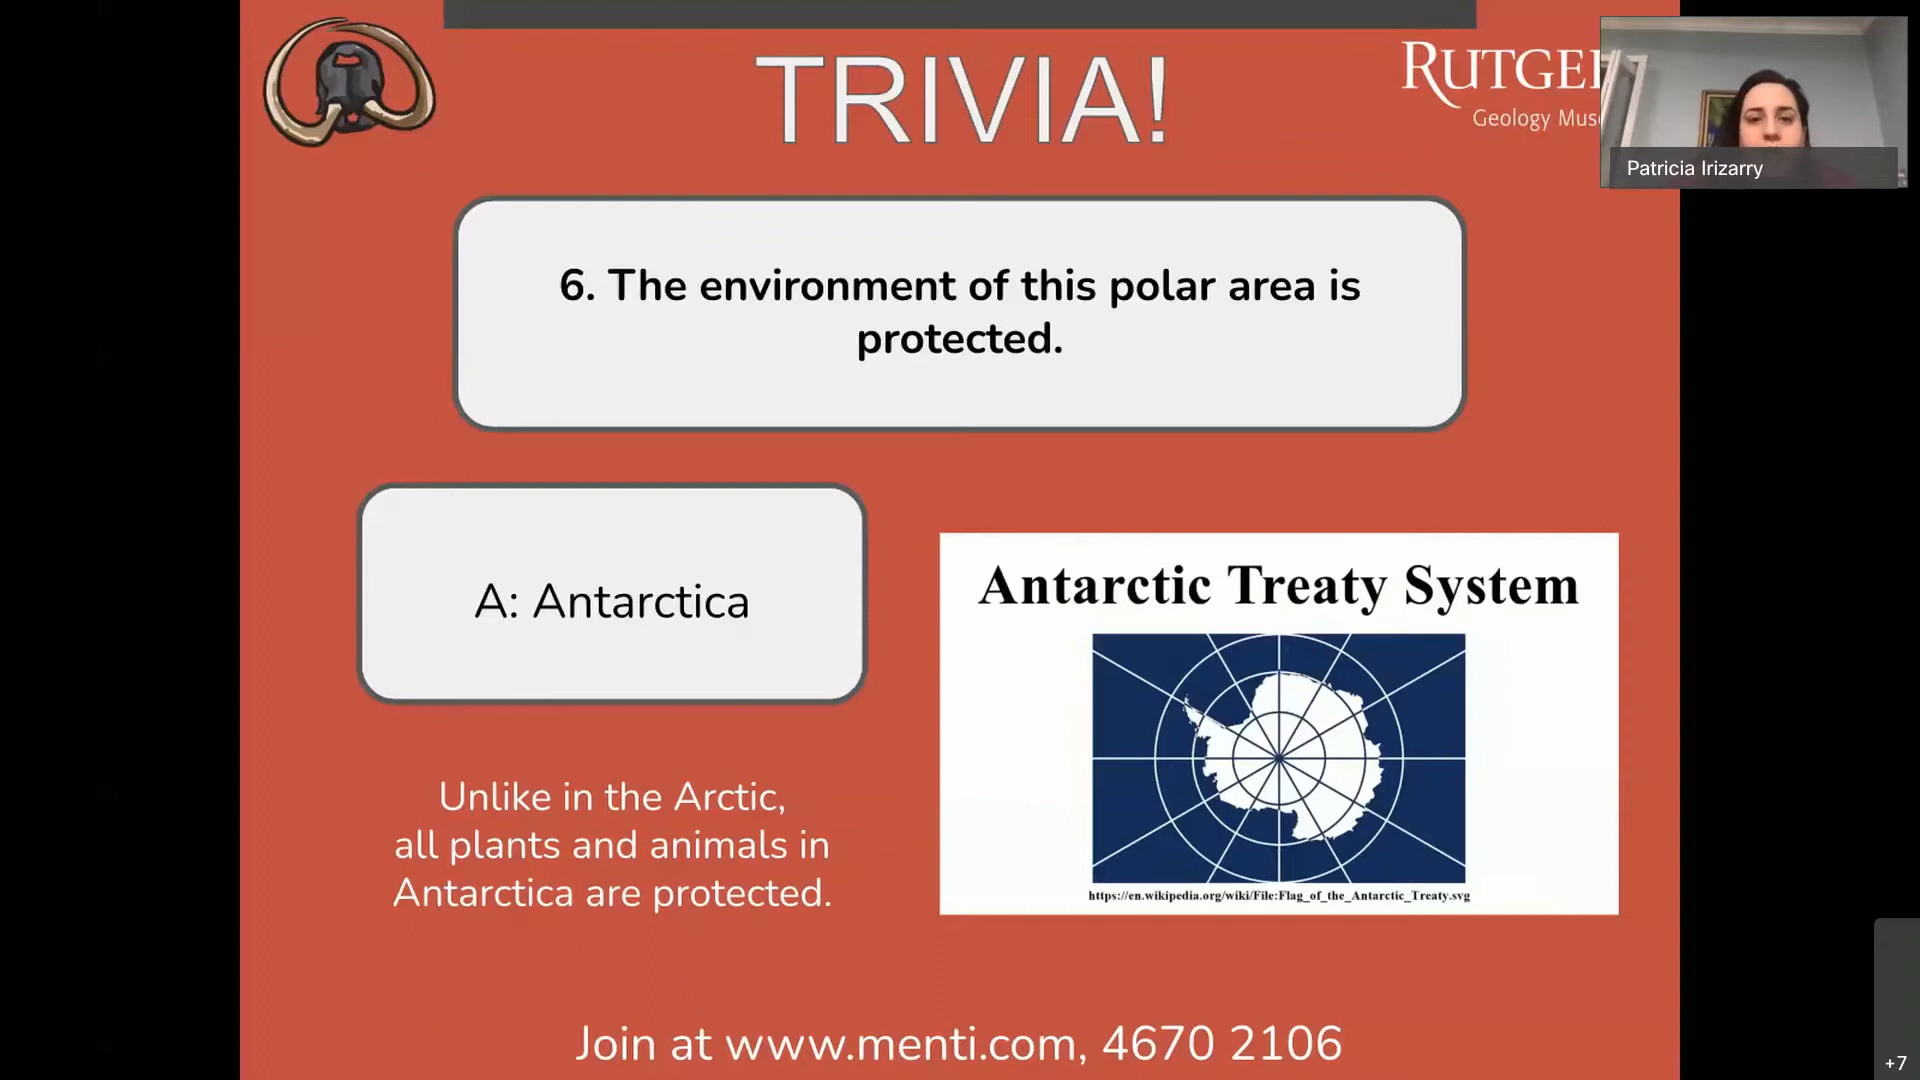 TRIVIA!
RUTGE
Geology Mus
Patricia Irizarry
6. The environment of this polar area is
protected.
A: Antarctica
Antarctic Treaty System
https://en.wikipedia.org/wiki/File:Flag_of_the_Antarctic_Treaty.svg
Unlike in the Arctic,
all plants and animals in
Antarctica are protected.
Join at www.menti.com, 4670 2106
+7